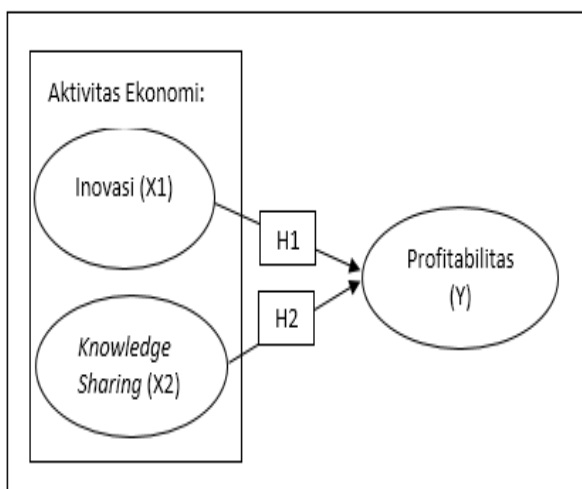 Aktivitas Ekonomi:
Inovasi (X1)
H1
Profitabilitas
(Y)
H2
Knowledge
Sharing (X2)